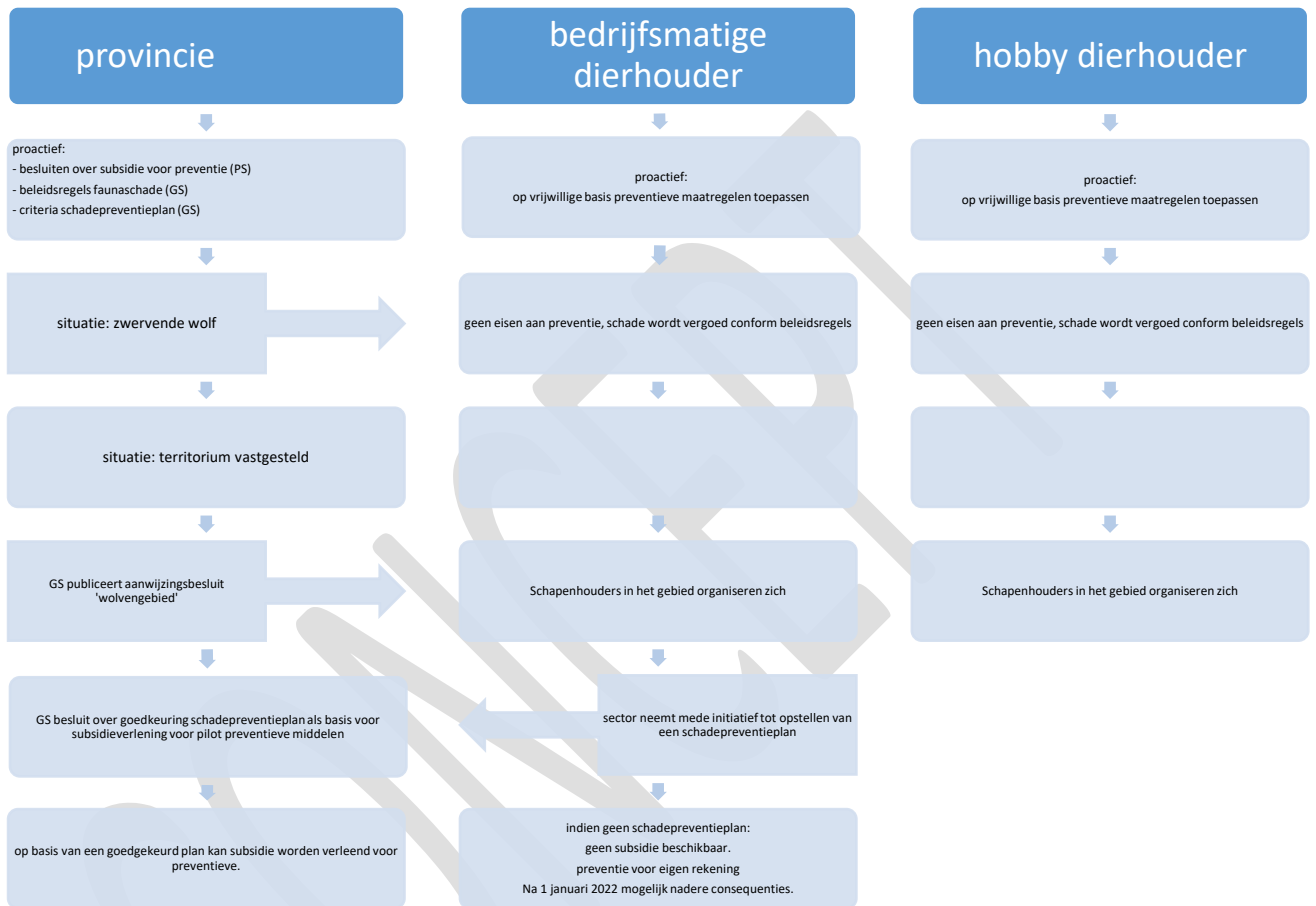 provincie
proactief:
- besluiten over subsidie voor preventie (PS)
- beleidsregels faunaschade (GS)
- criteria schadepreventieplan (GS)
situatie: zwervende wolf
situatie: territorium vastgesteld
GS publiceert aanwijzingsbesluit
'wolvengebied'
GS besluit over goedkeuring schadepreventieplan als basis voor
subsidieverlening voor pilot preventieve middelen
op basis van een goedgekeurd plan kan subsidie worden verleend voor
preventieve.
bedrijfsmatige
dierhouder
proactief:
op vrijwillige basis preventieve maatregelen toepassen
geen eisen aan preventie, schade wordt vergoed conform beleidsregels
Schapenhouders in het gebied organiseren zich
sector neemt mede initiatief tot opstellen van
een schadepreventieplan
indien geen schadepreventieplan:
geen subsidie beschikbaar.
preventie voor eigen rekening
Na 1 januari 2022 mogelijk nadere consequenties.
hobby dierhouder
proactief:
op vrijwillige basis preventieve maatregelen toepassen
geen eisen aan preventie, schade wordt vergoed conform beleidsregels
Schapenhouders in het gebied organiseren zich